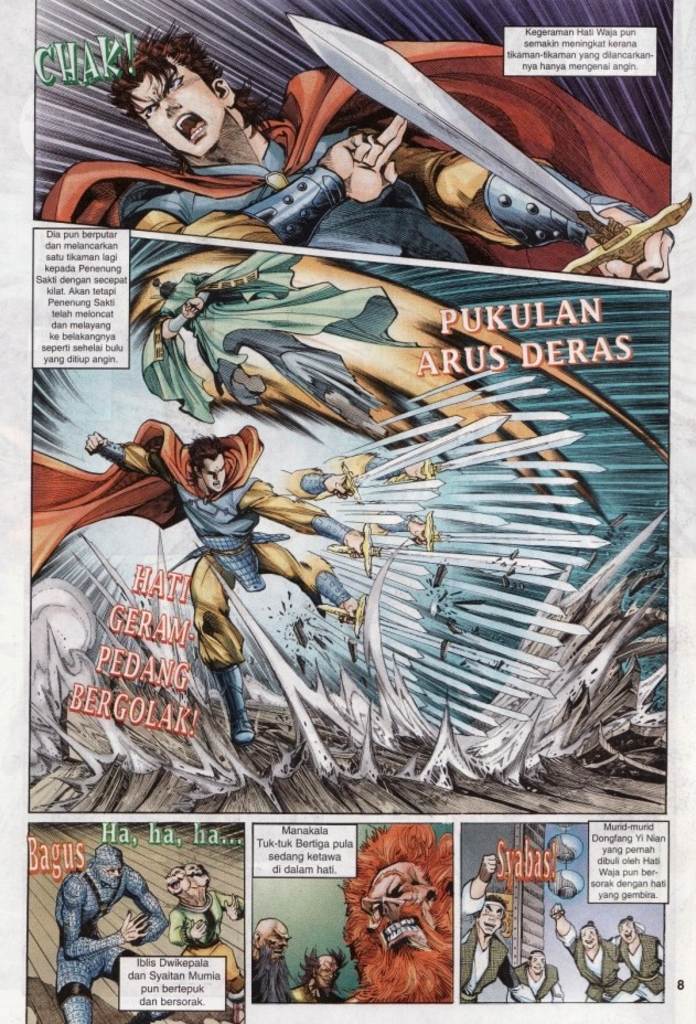 CHAK!
Kegeraman Hati Waja pun
semakin meningkat kerana
tikaman-tikaman yang dilancarkan-
nya hanya mengenai angin.
Dia pun berputar
dan melancarkan
satu tikaman lagi
kepada Penenung
Sakti dengan secepat
kilat. Akan tetapi
Penenung Sakti
telah meloncat
dan melayang
ke belakangnya
seperti sehelai bulu
yang ditiup angin.
PUKULAN
ARUS DERAS
HATI
GERAM-
PEDANG
BERGOLAK!
Bagus
Ha, ha, ha...
Iblis Dwikepala
dan Syaitan Mumia
pun bertepuk
dan bersorak.
Manakala
Tuk-tuk Bertiga pula
sedang ketawa
di dalam hati.
Syabas!
Murid-murid
Dongfang Yi Nian
yang pernah
dibuli oleh Hati
Waja pun ber-
sorak dengan hati
yang gembira.
8